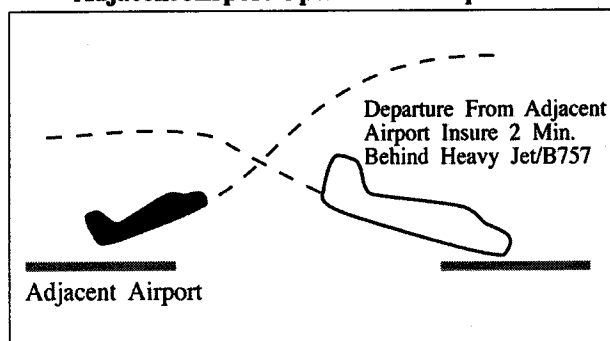 Departure From Adjacent
Airport Insure 2 Min.
Behind Heavy Jet/B757
Adjacent Airport